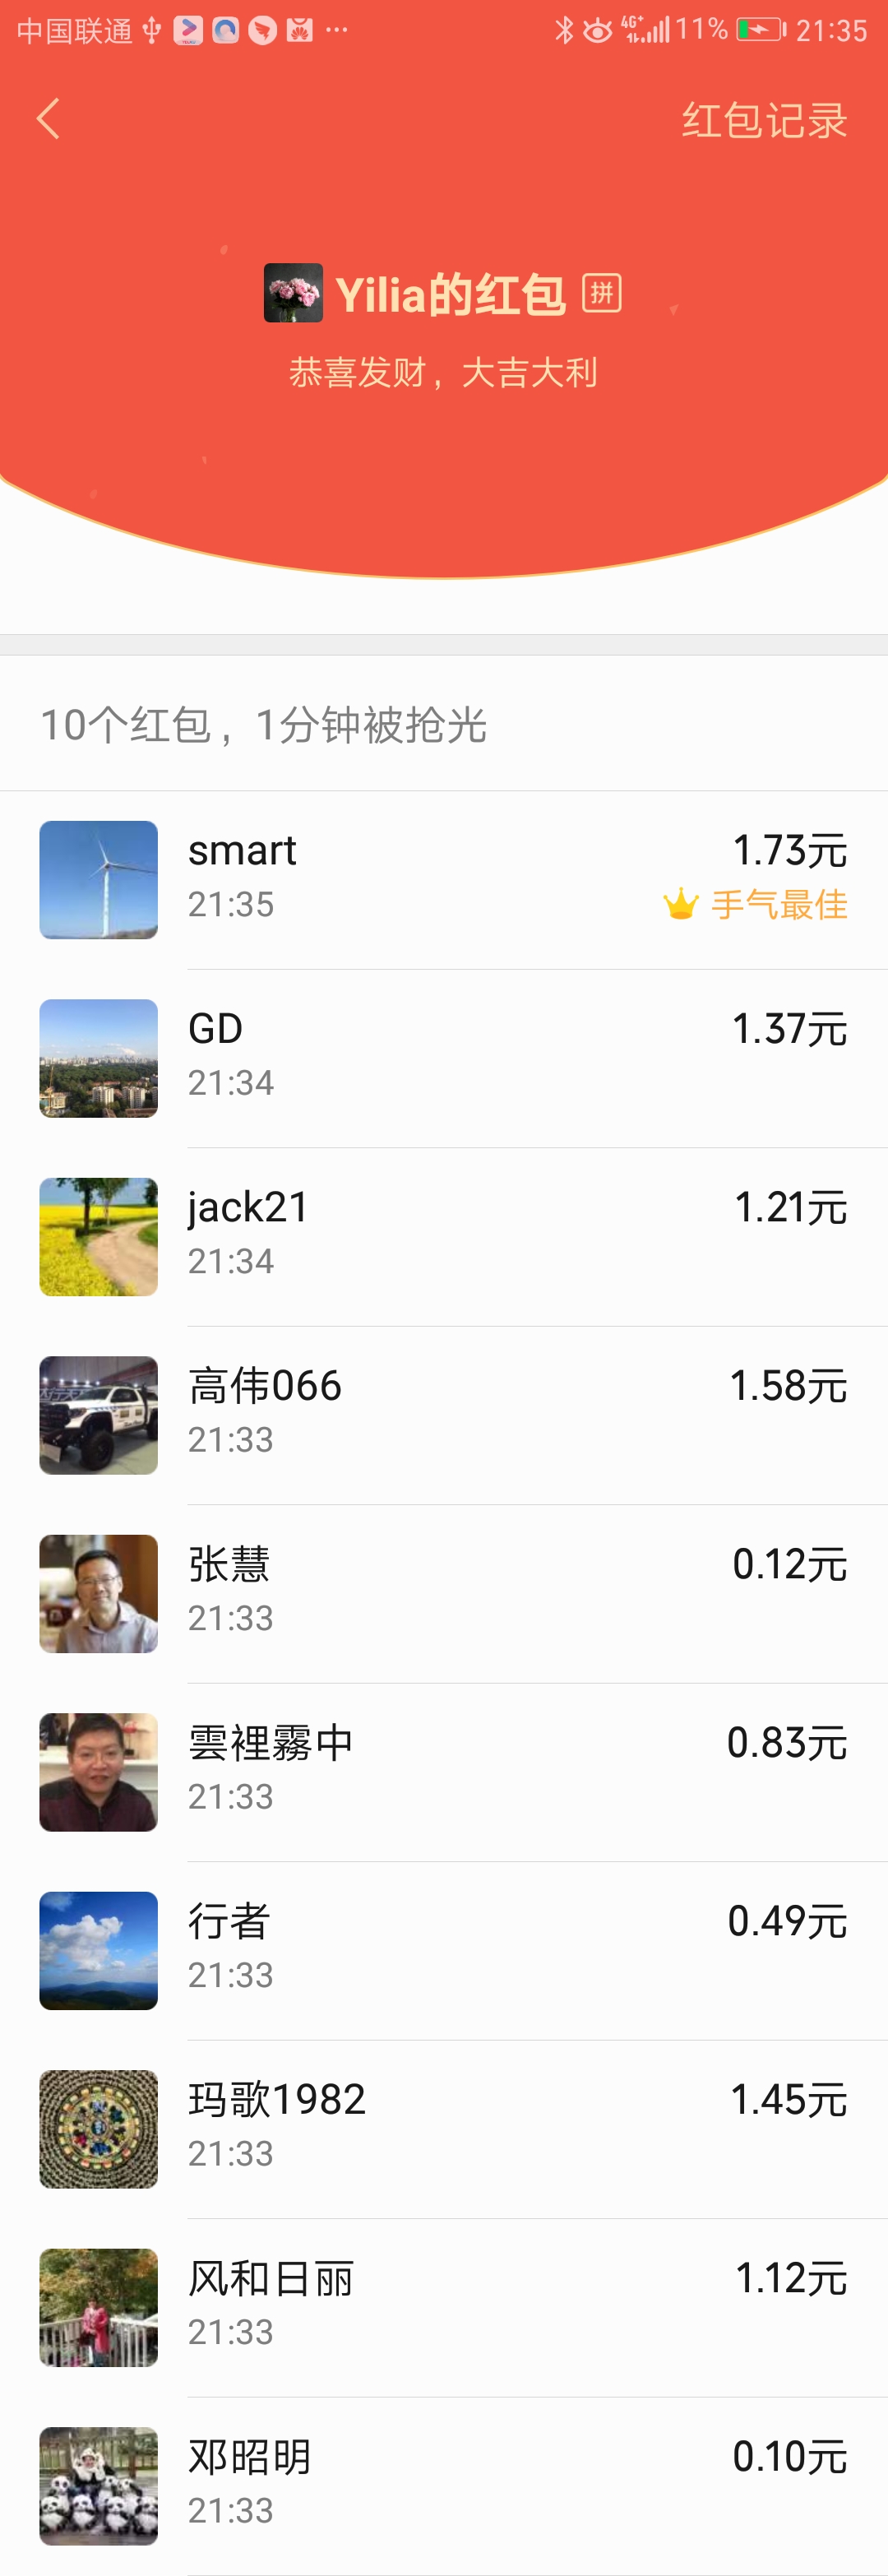 中国联通 4G+ 11% 21:35
红包记录
Yilia的红包 拼
恭喜发财，大吉大利
10个红包，1分钟被抢光
smart 1.73元
21:35 手气最佳
GD 1.37元
21:34
jack21 1.21元
21:34
高伟066 1.58元
21:33
张慧 0.12元
21:33
雲裡霧中 0.83元
21:33
行者 0.49元
21:33
玛歌1982 1.45元
21:33
风和日丽 1.12元
21:33
邓昭明 0.10元
21:33